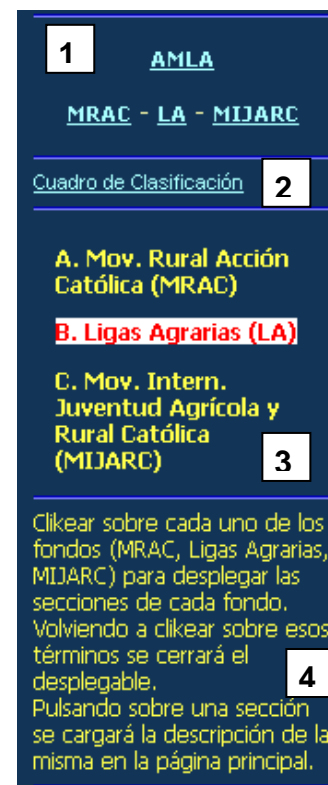 1
AMLA
MRAC - LA - MIJARC
Cuadro de Clasificación
2
A. Mov. Rural Acción
Católica (MRAC)
B. Ligas Agrarias (LA)
C. Mov. Intern.
Juventud Agrícola y
Rural Católica
(MIJARC)
3
Clikear sobre cada uno de los
fondos (MRAC, Ligas Agrarias,
MIJARC) para desplegar las
secciones de cada fondo.
Volviendo a clikear sobre esos
términos se cerrará el
desplegable.
4
Pulsando sobre una sección
se cargará la descripción de la
misma en la página principal.